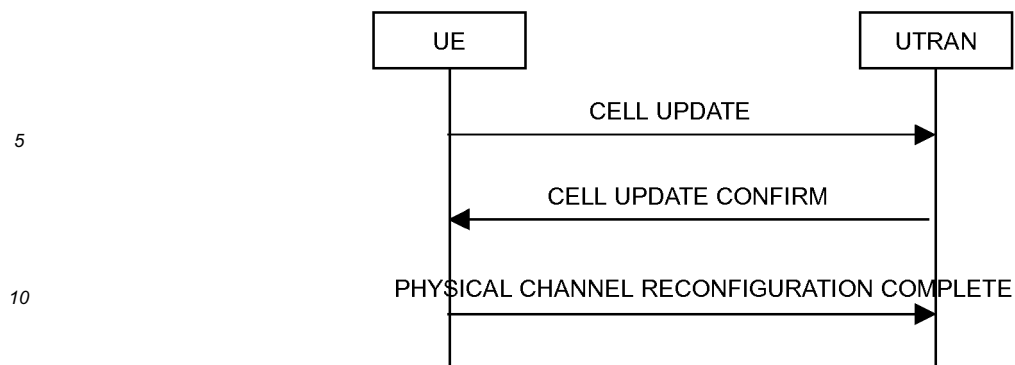 UE
UTRAN
CELL UPDATE
5
CELL UPDATE CONFIRM
PHYSICAL CHANNEL RECONFIGURATION COMPLETE
10